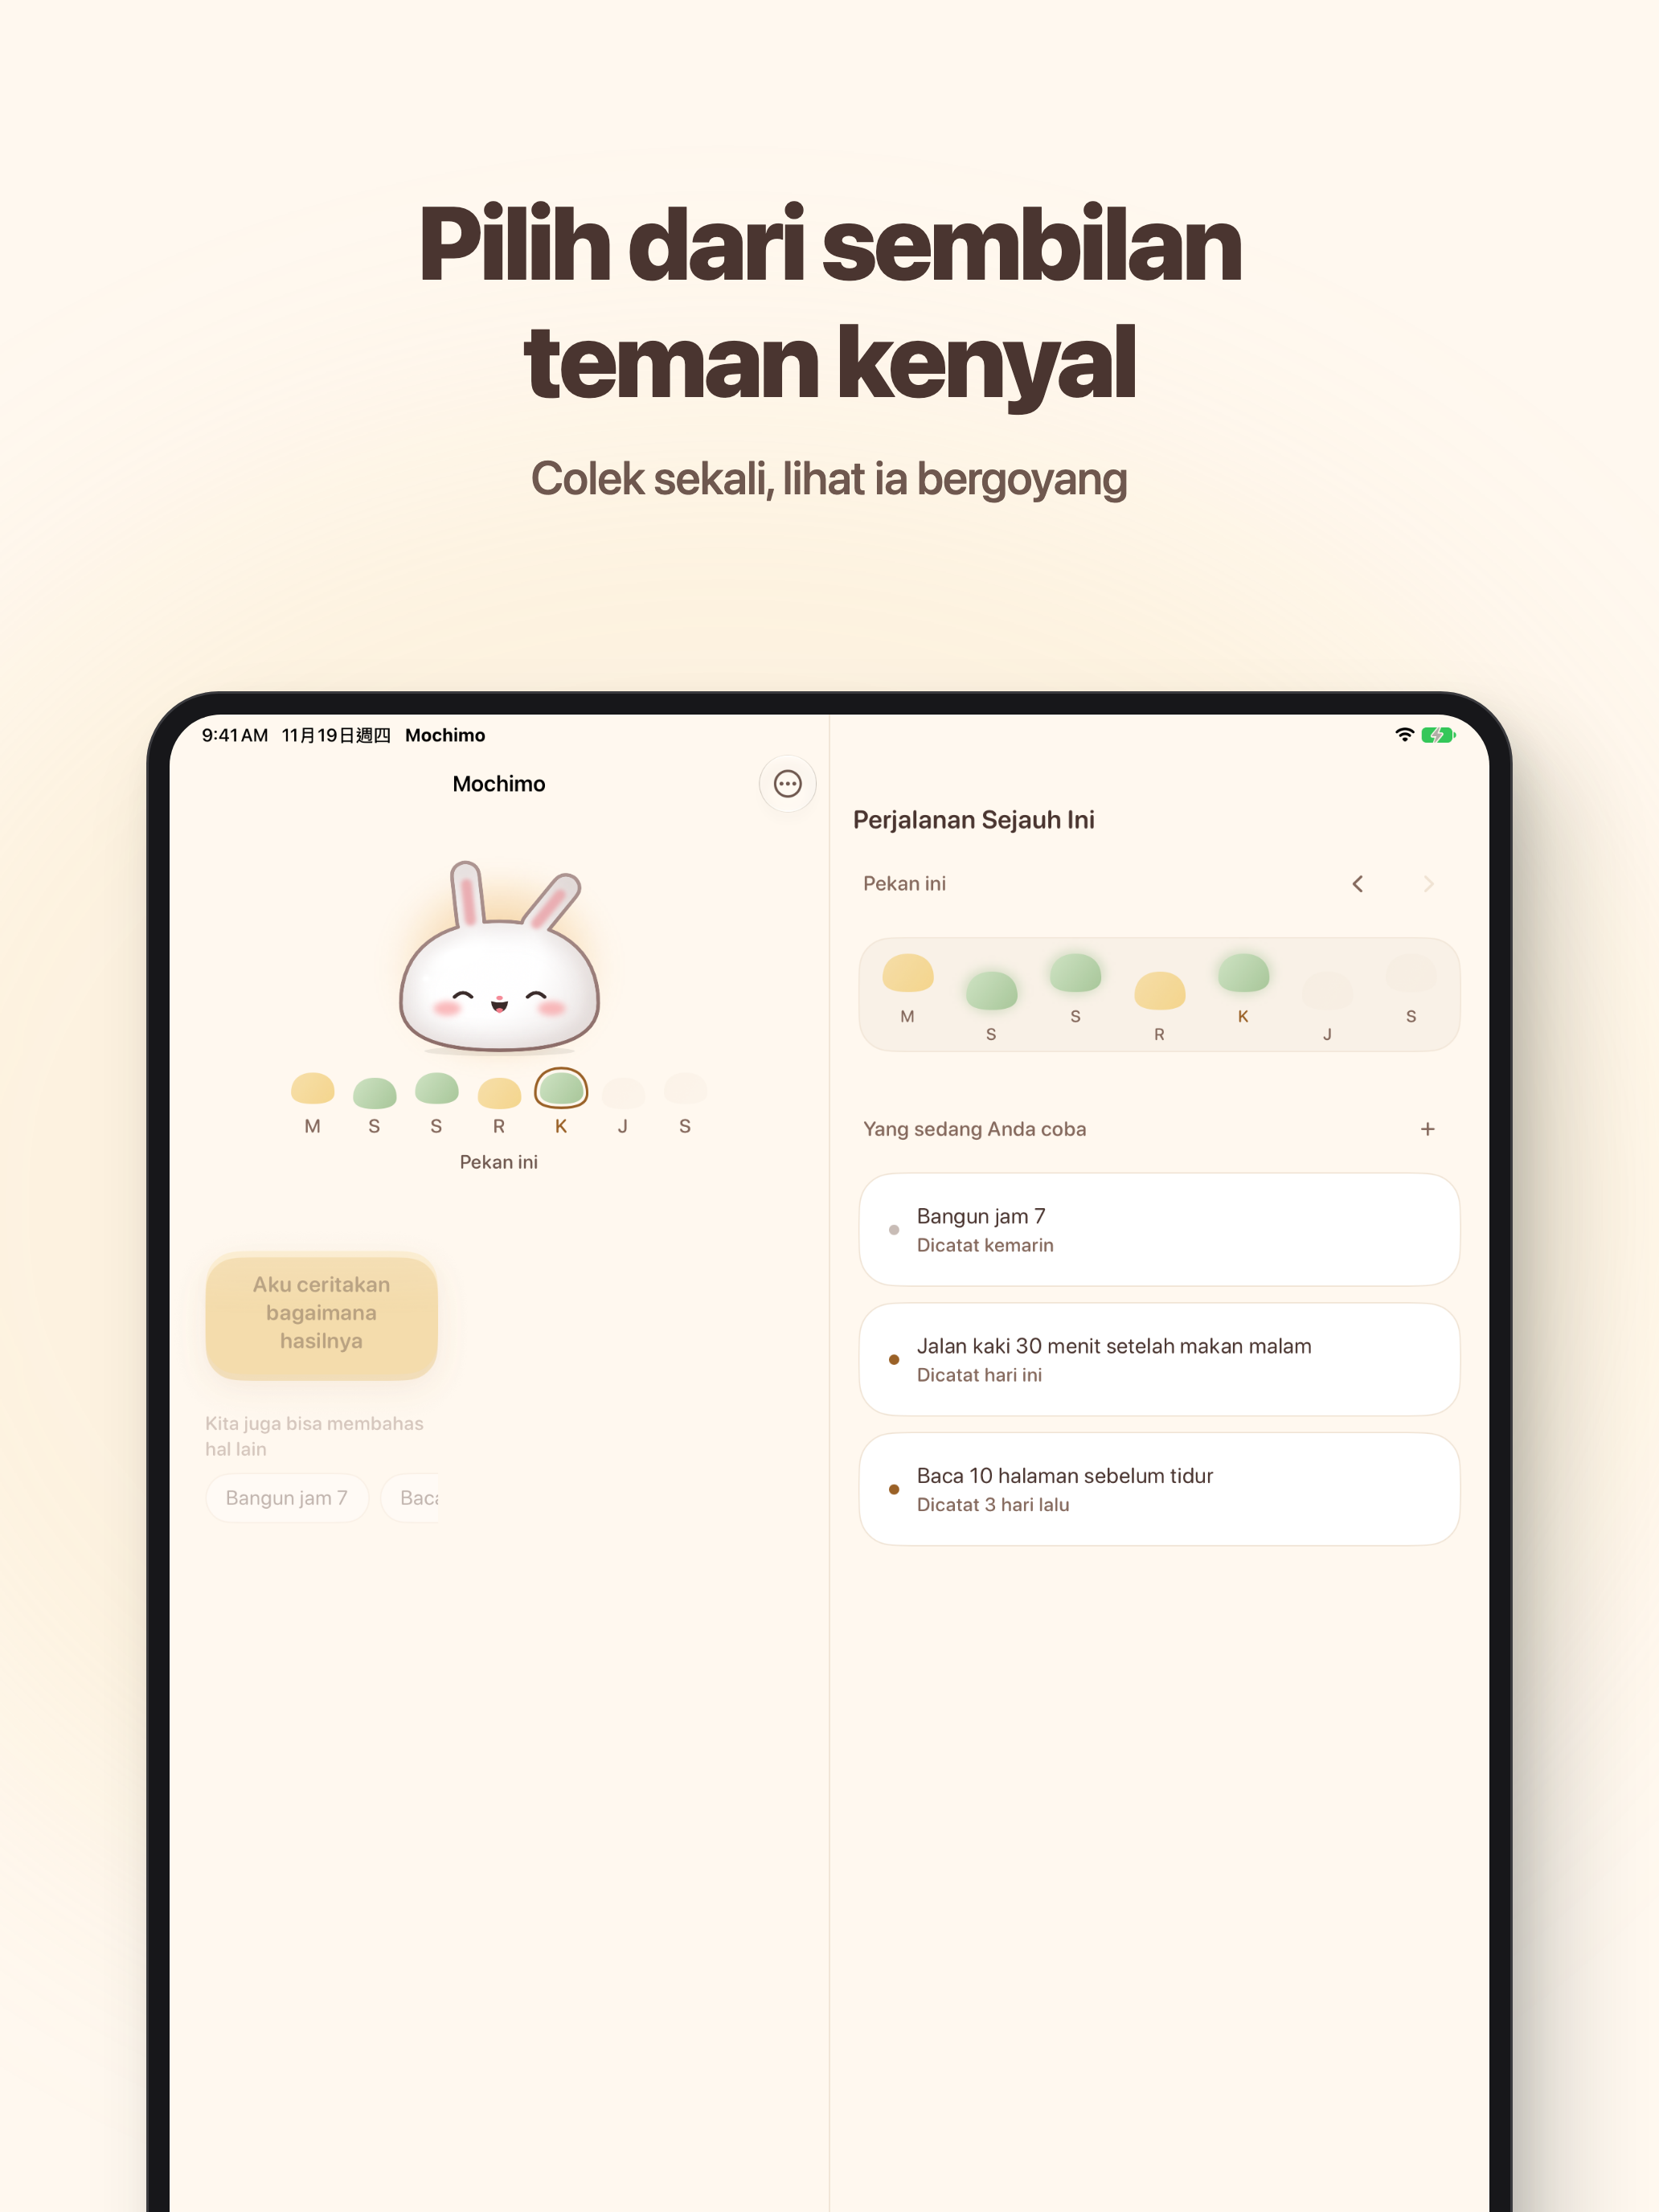 Pilih dari sembilan
teman kenyal
Colek sekali, lihat ia bergoyang
9:41 AM 11月19日週四 Mochimo
Mochimo
M S S R K J S
Pekan ini
Aku ceritakan
bagaimana
hasilnya
Kita juga bisa membahas
hal lain
Bangun jam 7
Perjalanan Sejauh Ini
Pekan ini
M S S R K J S
Yang sedang Anda coba
+
Bangun jam 7
Dicatat kemarin
Jalan kaki 30 menit setelah makan malam
Dicatat hari ini
Baca 10 halaman sebelum tidur
Dicatat 3 hari lalu